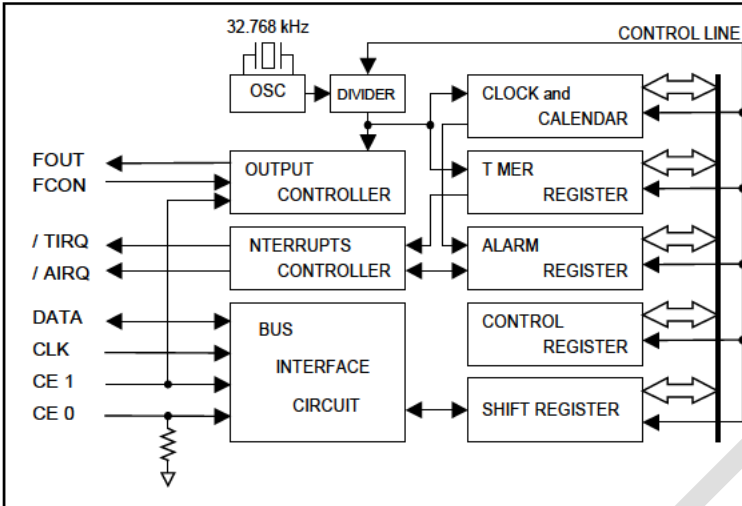 32.768 kHz
CONTROL LINE
OSC
DIVIDER
CLOCK and
CALENDAR
FOUT
FCON
OUTPUT
CONTROLLER
T MER
REGISTER
/ TIRQ
/ AIRQ
NTERRUPTS
CONTROLLER
ALARM
REGISTER
DATA
CLK
CE 1
CE 0
BUS
INTERFACE
CIRCUIT
CONTROL
REGISTER
SHIFT REGISTER